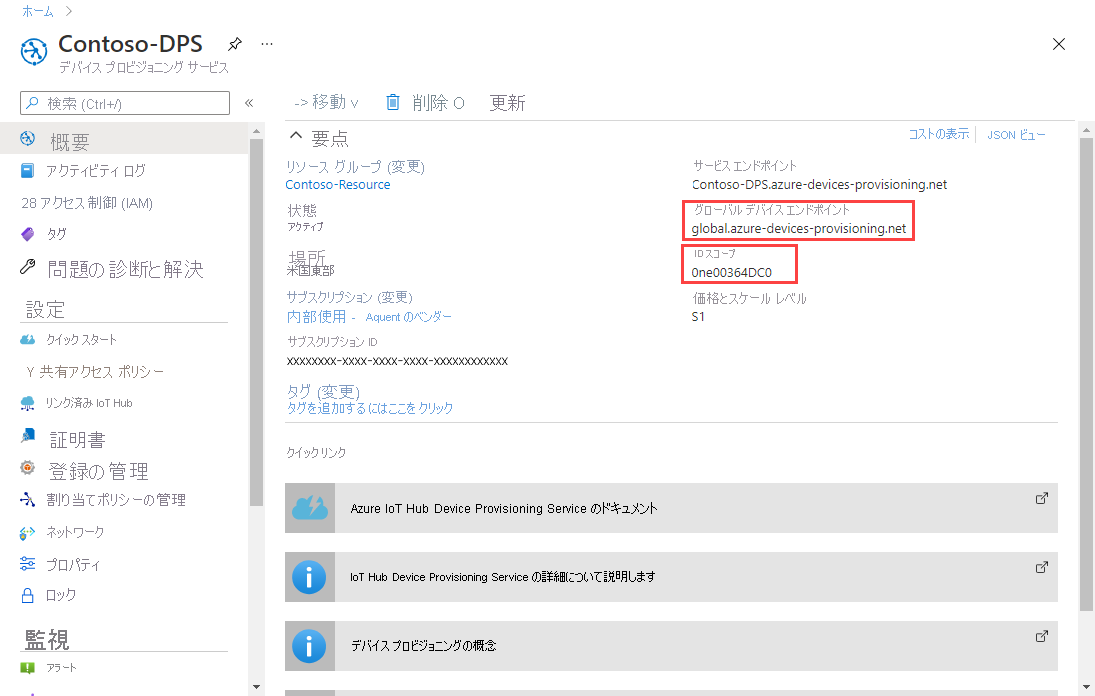 ホーム
Contoso-DPS ...
デバイス プロビジョニング サービス
検索 (Ctrl+/)
«
概要
アクティビティ ログ
28 アクセス制御 (IAM)
タグ
問題の診断と解決
設定
クイック スタート
Y 共有アクセス ポリシー
リンク済み IoT Hub
証明書
登録の管理
割り当てポリシーの管理
ネットワーク
プロパティ
ロック
監視
アラート
-> 移動 ∨ 削除 O 更新
要点
コストの表示 JSON ビュー
リソース グループ (変更)
Contoso-Resource
状態
アクティブ
場所
米国東部
サブスクリプション (変更)
内部使用 - Aquent のベンダー
サブスクリプション ID
xxxxxxxx-xxxx-xxxx-xxxx-xxxxxxxxxxxx
タグ (変更)
タグを追加するにはここをクリック
サービス エンドポイント
Contoso-DPS.azure-devices-provisioning.net
グローバル デバイス エンドポイント
global.azure-devices-provisioning.net
ID スコープ
0ne00364DC0
価格とスケール レベル
S1
クイック リンク
Azure IoT Hub Device Provisioning Service のドキュメント
IoT Hub Device Provisioning Service の詳細について説明します
デバイス プロビジョニングの概念